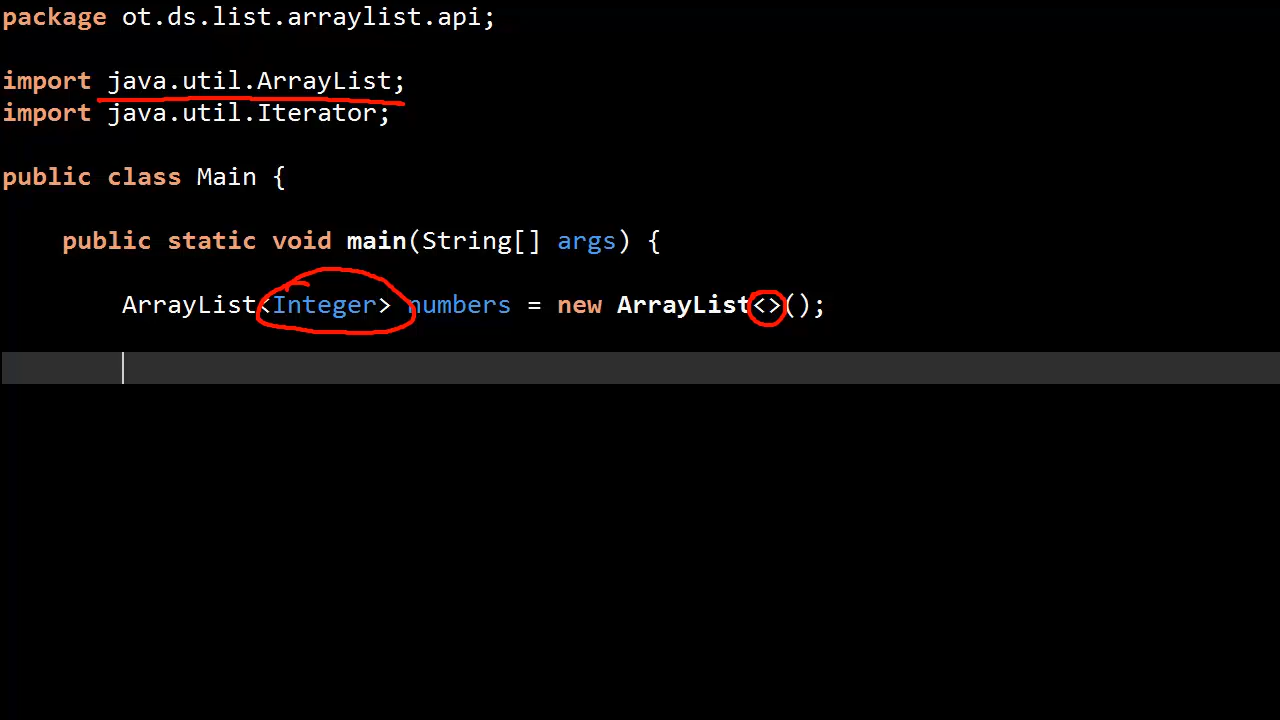 package ot.ds.list.arraylist.api;
import java.util.ArrayList;
import java.util.Iterator;
public class Main {
public static void main(String[] args) {
ArrayList<Integer> numbers = new ArrayList<>();